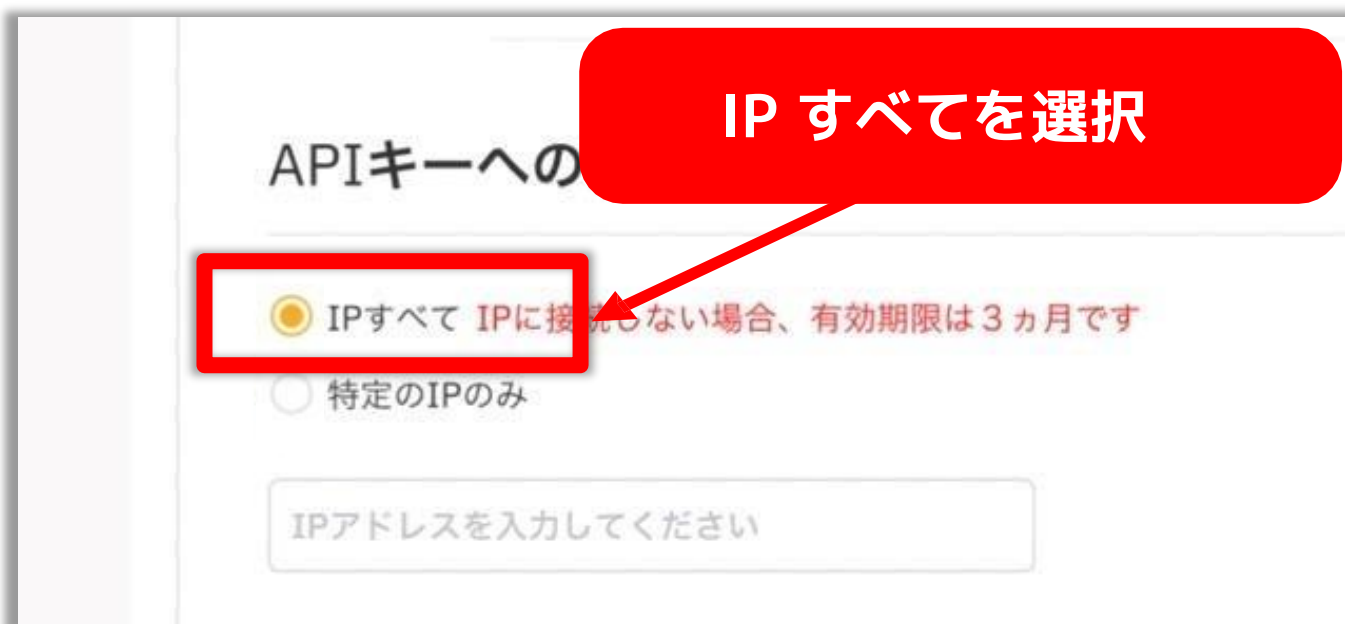 IP すべてを選択
APIキーへの
IPすべて IPに接続しない場合、有効期限は3ヵ月です
特定のIPのみ
IPアドレスを入力してください